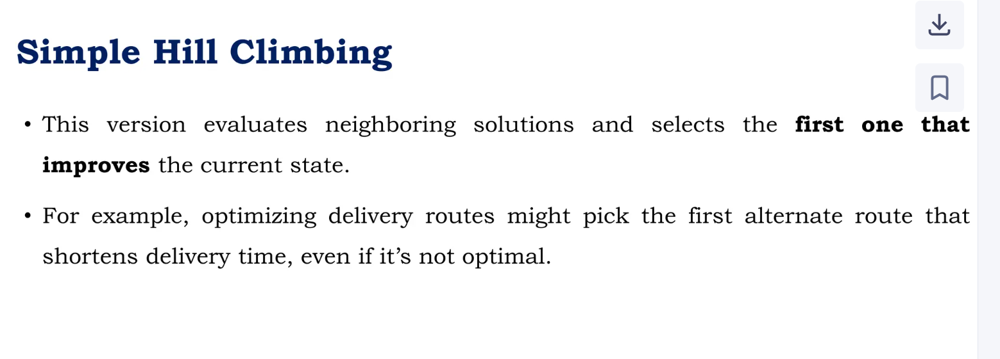 Simple Hill Climbing
• This version evaluates neighboring solutions and selects the first one that
improves the current state.
• For example, optimizing delivery routes might pick the first alternate route that
shortens delivery time, even if it’s not optimal.